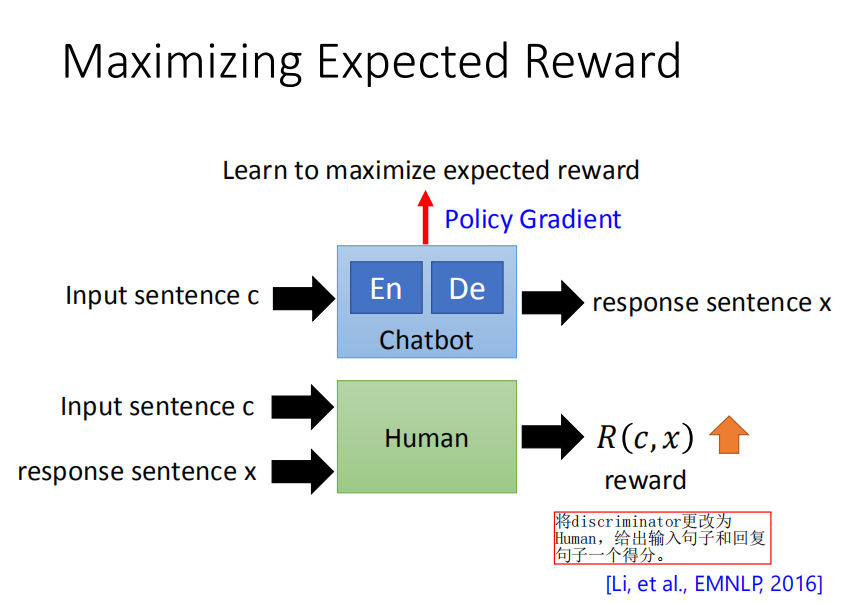 Maximizing Expected Reward
Learn to maximize expected reward
Policy Gradient
Input sentence c
En
De
Chatbot
response sentence x
Input sentence c
response sentence x
Human
R(c, x)
reward
将discriminator更改为
Human，给出输入句子和回复
句子一个得分。
[Li, et al., EMNLP, 2016]